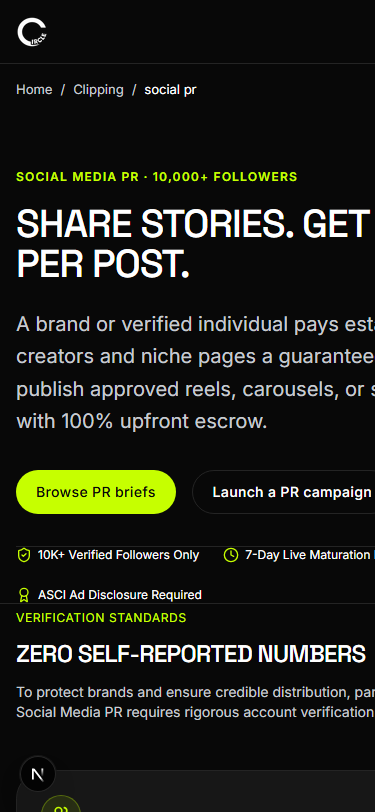 IRCLE
Home / Clipping / social pr
SOCIAL MEDIA PR · 10,000+ FOLLOWERS
SHARE STORIES. GET
PER POST.
A brand or verified individual pays est
creators and niche pages a guarantee
publish approved reels, carousels, or s
with 100% upfront escrow.
Browse PR briefs
Launch a PR campaign
10K+ Verified Followers Only
7-Day Live Maturation
ASCI Ad Disclosure Required
VERIFICATION STANDARDS
ZERO SELF-REPORTED NUMBERS
To protect brands and ensure credible distribution, par
Social Media PR requires rigorous account verification
N